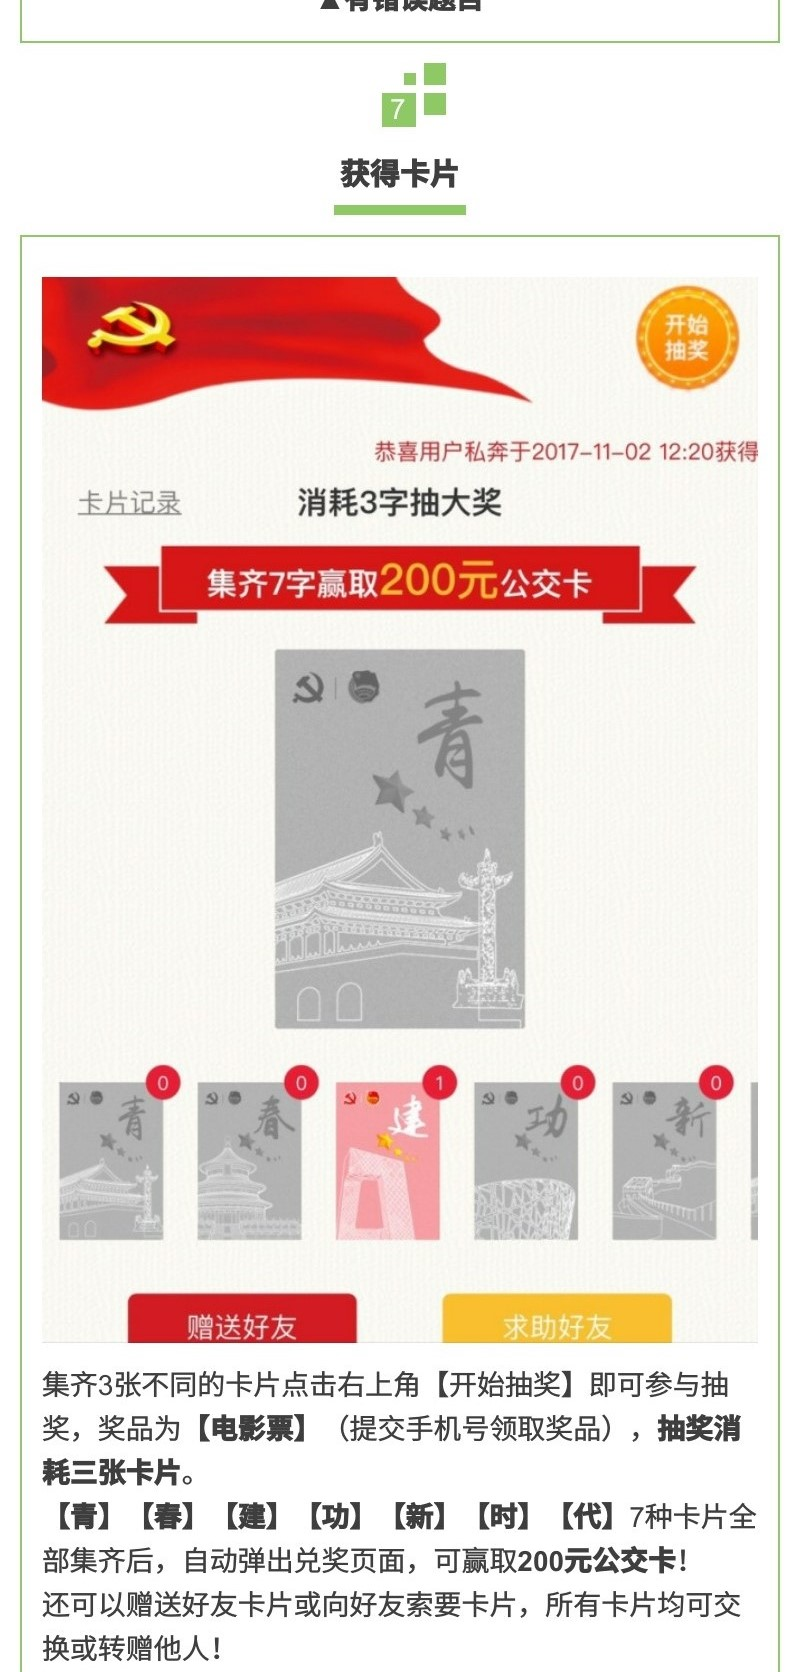 ▲有错误题目
7
获得卡片
开始
抽奖
恭喜用户私奔于2017-11-02 12:20获得
卡片记录
消耗3字抽大奖
集齐7字赢取200元公交卡
青
0
0
1
0
0
青
春
建
功
新
赠送好友
求助好友
集齐3张不同的卡片点击右上角【开始抽奖】即可参与抽
奖，奖品为【电影票】（提交手机号领取奖品），抽奖消
耗三张卡片。
【青】【春】【建】【功】【新】【时】【代】7种卡片全
部集齐后，自动弹出兑奖页面，可赢取200元公交卡！
还可以赠送好友卡片或向好友索要卡片，所有卡片均可交
换或转赠他人！